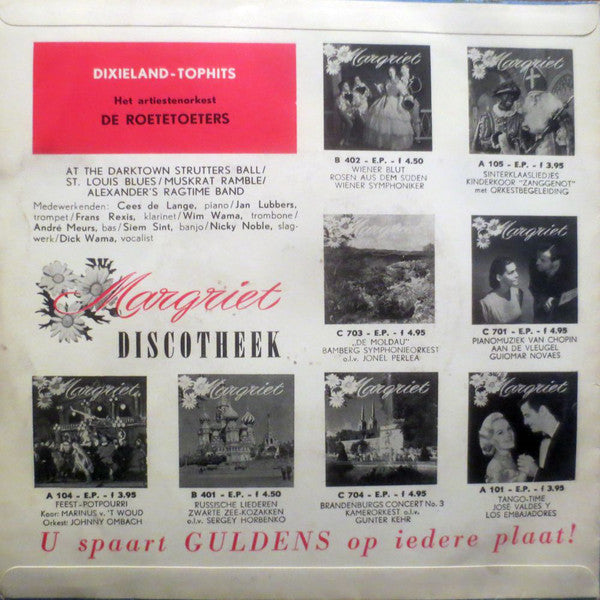 DIXIELAND-TOPHITS
Het artiestenorkest
DE ROETETOETERS
AT THE DARKTOWN STRUTTERS BALL/
ST. LOUIS BLUES/MUSKRAT RAMBLE/
ALEXANDER'S RAGTIME BAND
Medewerkenden: Cees de Lange, piano/Jan Lubbers,
trompet/Frans Rexis, klarinet/Wim Wama, trombone/
André Meurs, bas/Siem Sint, banjo/Nicky Noble, slag-
werk/Dick Wama, vocalist
Margriet
DISCOTHEEK
Margriet
B 402 - E.P. - f 4.50
WIENER BLUT
ROSEN AUS DEM SÜDEN
WIENER SYMPHONIKER
Margriet
A 105 - E.P. - f 3.95
SINTERKLAASLIEDJES
KINDERKOOR "ZANGGENOT"
met ORKESTBEGELEIDING
Margriet
C 703 - E.P. - f 4.95
"DE MOLDAU"
BAMBERG SYMPHONIEORKEST
o.l.v. JONEL PERLEA
Margriet
C 701 - E.P. - f 4.95
PIANOMUZIEK VAN CHOPIN
AAN DE VLEUGEL
GUIOMAR NOVAES
Margriet
A 104 - E.P. - f 3.95
FEEST-POTPOURRI
Koor: MARINUS v. 'T WOUD
Orkest: JOHNNY OMBACH
Margriet
B 401 - E.P. - f 4.50
RUSSISCHE LIEDEREN
ZWARTE ZEE-KOZAKKEN
o.l.v. SERGEY HORBENKO
Margriet
C 704 - E.P. - f 4.95
BRANDENBURGS CONCERT No. 3
KAMERORKEST o.l.v.
GUNTER KEHR
Margriet
A 101 - E.P. - f 3.95
TANGO-TIME
JOSE VALDES Y
LOS EMBAJADORES
U spaart GULDENS op iedere plaat!